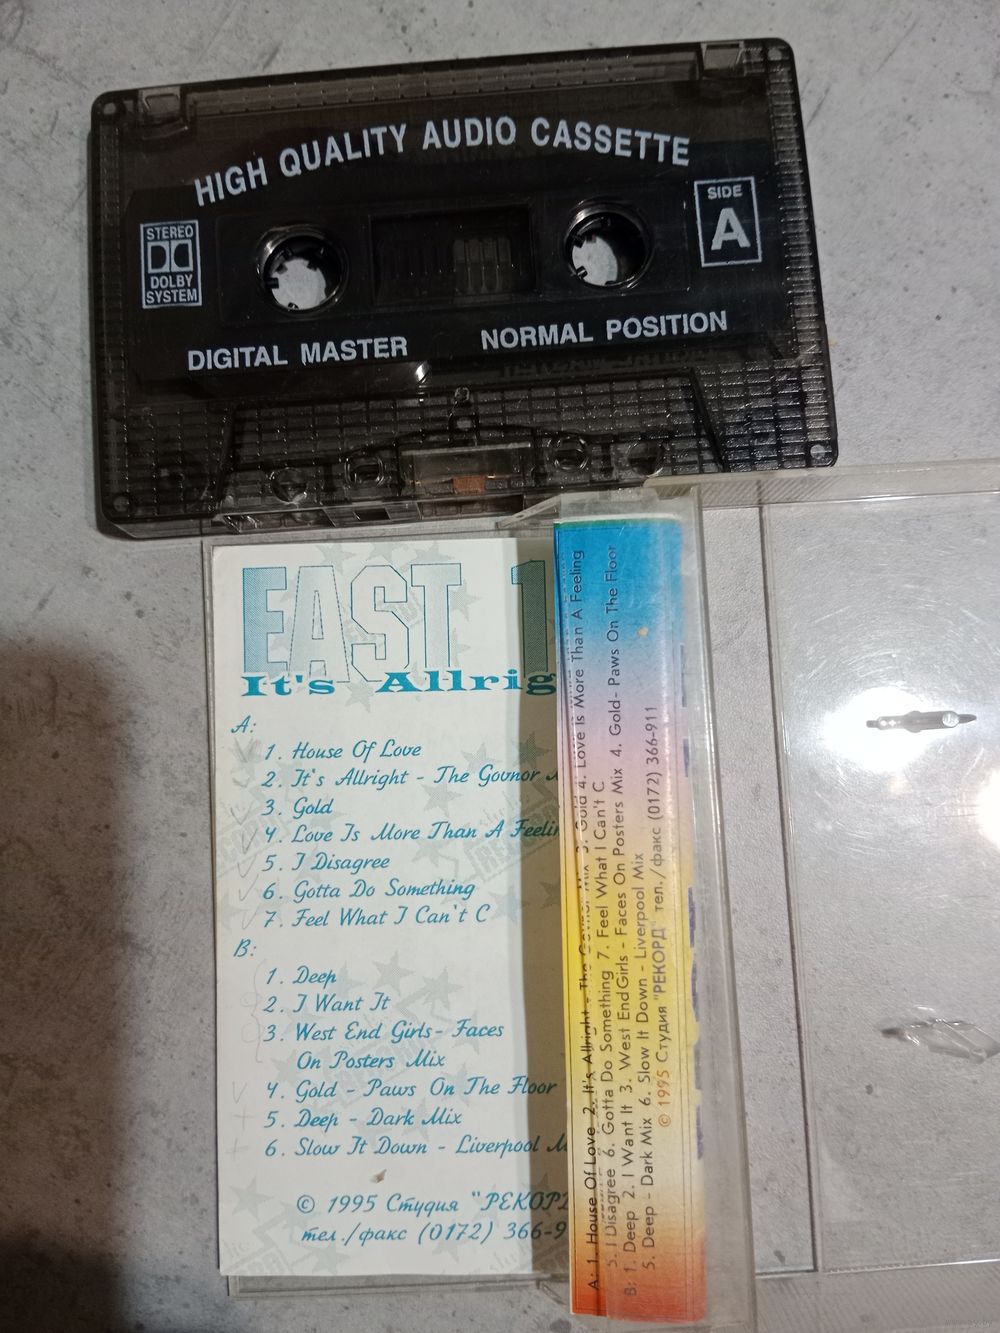 HIGH QUALITY AUDIO CASSETTE
STEREO
DOLBY
SYSTEM
SIDE
A
DIGITAL MASTER
NORMAL POSITION
EAST 1
It's Allrig
A:
1. House Of Love
2. It's Allright - The Govnor
3. Gold
4. Love Is More Than A Feelin
5. I Disagree
6. Gotta Do Something
7. Feel What I Can't C
B:
1. Deep
2. I Want It
3. West End Girls - Faces
On Posters Mix
4. Gold - Paws On The Floor
5. Deep - Dark Mix
6. Slow It Down - Liverpool M
© 1995 Студия "РЕКОРД
тел./факс (0172) 366-9
A: 1. House Of Love 2. It's Allright - The Govnor Mix 3. Gold 4. Love Is More Than A Feeling
5. I Disagree 6. Gotta Do Something 7. Feel What I Can't C
B: 1. Deep 2. I Want It 3. West End Girls - Faces On Posters Mix 4. Gold- Paws On The Floor
5. Deep - Dark Mix 6. Slow It Down - Liverpool Mix
© 1995 Студия "РЕКОРД" тел./факс (0172) 366-911